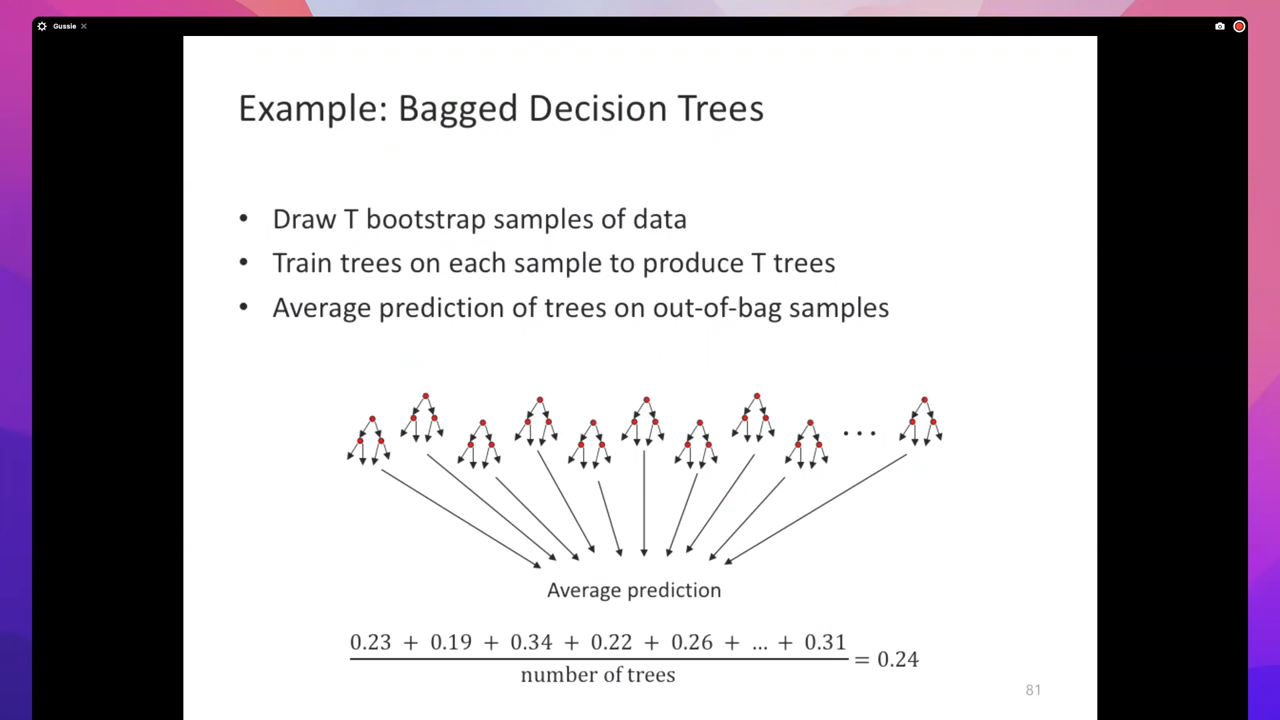 Gussie
Example: Bagged Decision Trees
• Draw T bootstrap samples of data
• Train trees on each sample to produce T trees
• Average prediction of trees on out-of-bag samples
...
Average prediction
0.23 + 0.19 + 0.34 + 0.22 + 0.26 + ... + 0.31
number of trees
= 0.24
81